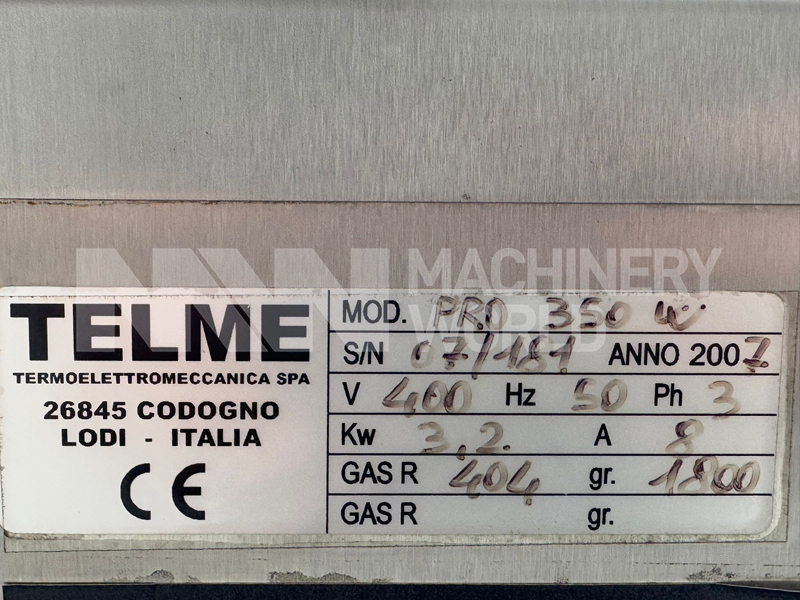 MACHINERY
WORLD
TELME
TERMOELETTROMECCANICA SPA
26845 CODOGNO
LODI - ITALIA
CE
MOD. PRO 350 W
S/N 07/181 ANNO 2007
V 400 Hz 50 Ph 3
Kw 3,2 A 8
GAS R 404 gr. 1800
GAS R gr.